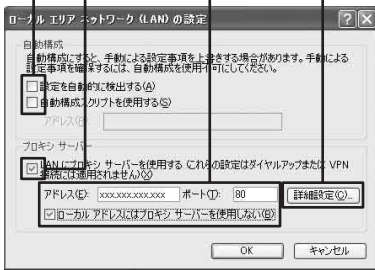 ローカル エリア ネットワーク (LAN) の設定
自動構成
自動構成にすると、手動による設定事項を上書きする場合があります。手動による
設定事項を確保するには、自動構成を使用不可にしてください。
設定を自動的に検出する(A)
自動構成スクリプトを使用する(S)
アドレス(R):
プロキシ サーバー
LAN にプロキシ サーバーを使用する (これらの設定はダイヤルアップまたは VPN
接続には適用されません)(X)
アドレス(E): xxx.xxx.xxx.xxx ポート(T): 80 詳細設定(C)...
ローカル アドレスにはプロキシ サーバーを使用しない(B)
OK キャンセル